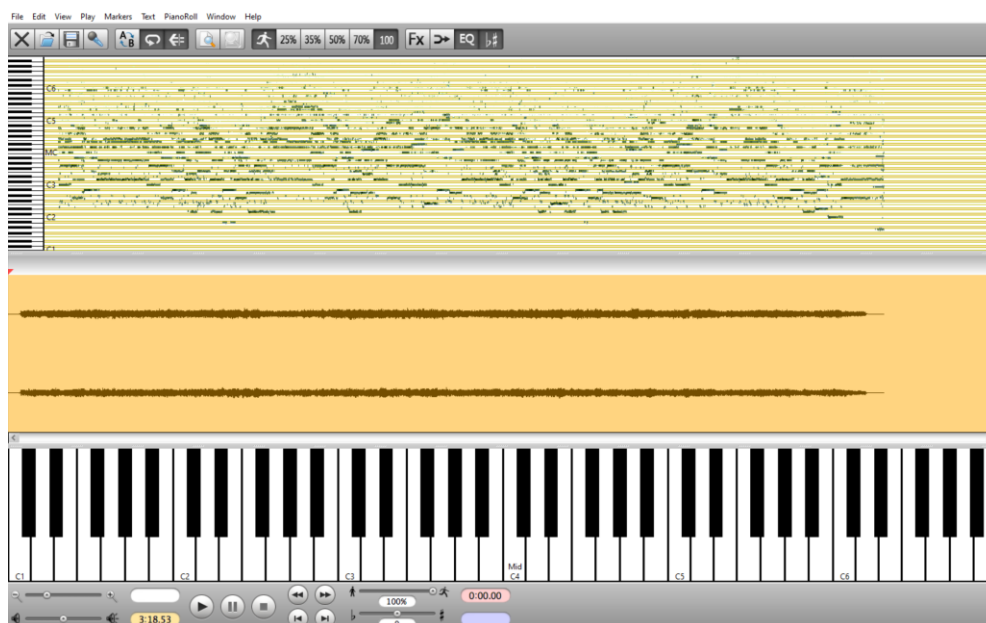 File Edit View Play Markers Text PianoRoll Window Help
A B 25% 35% 50% 70% 100 Fx EQ ♭♯
C6
C5
MC
C3
C2
C1
Mid
C1 C2 C3 C4 C5 C6
100% 0:00.00
3:18.53 ♭ 0 ♯